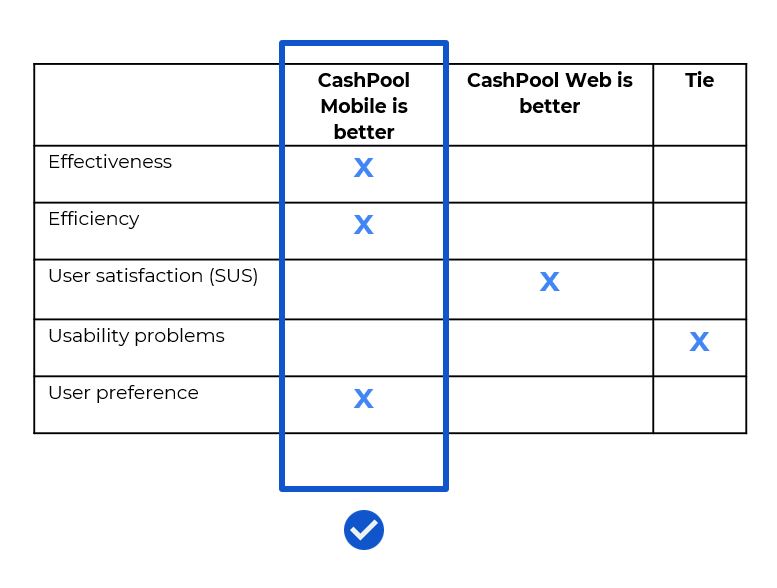 CashPool
Mobile is
better
CashPool Web is
better
Tie
Effectiveness
X
Efficiency
X
User satisfaction (SUS)
X
Usability problems
X
User preference
X